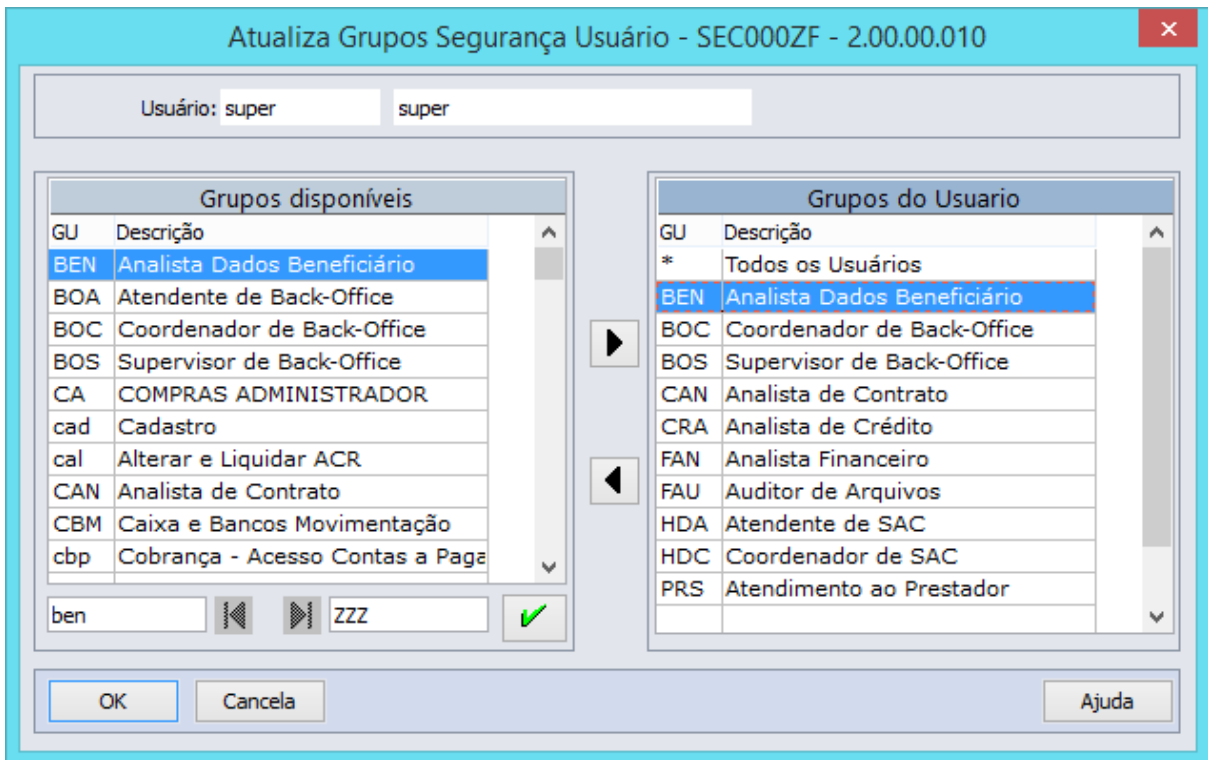 Atualiza Grupos Segurança Usuário - SEC000ZF - 2.00.00.010
Usuário: super super
Grupos disponíveis
GU Descrição
BEN Analista Dados Beneficiário
BOA Atendente de Back-Office
BOC Coordenador de Back-Office
BOS Supervisor de Back-Office
CA COMPRAS ADMINISTRADOR
cad Cadastro
cal Alterar e Liquidar ACR
CAN Analista de Contrato
CBM Caixa e Bancos Movimentação
cbp Cobrança - Acesso Contas a Paga
ben ZZZ
Grupos do Usuario
GU Descrição
* Todos os Usuários
BEN Analista Dados Beneficiário
BOC Coordenador de Back-Office
BOS Supervisor de Back-Office
CAN Analista de Contrato
CRA Analista de Crédito
FAN Analista Financeiro
FAU Auditor de Arquivos
HDA Atendente de SAC
HDC Coordenador de SAC
PRS Atendimento ao Prestador
OK Cancela Ajuda